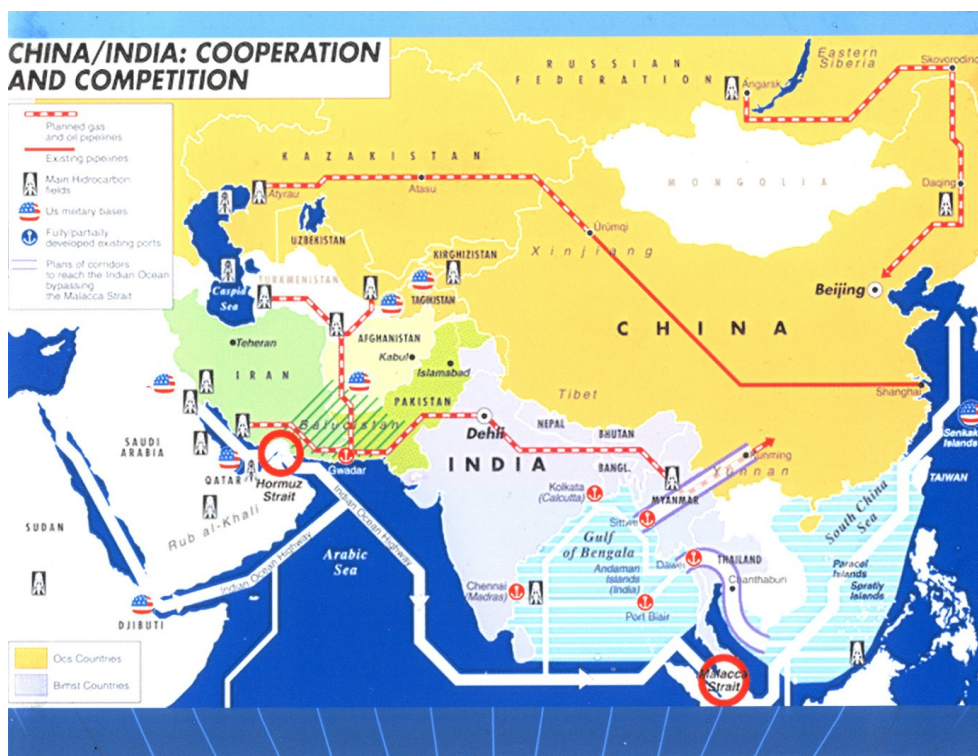 CHINA/INDIA: COOPERATION
AND COMPETITION
Planned gas
and oil pipelines
Existing pipelines
Main Hidrocarbon
fields
Us military bases
Fully/partially
developed existing ports
Plans of corridors
to reach the Indian Ocean
bypassing
the Malacca Strait
RUSSIAN
FEDERATION
Eastern
Siberia
Skovorodino
Angarak
KAZAKISTAN
MONGOLIA
Daqing
Atyrau
Atasu
Ürümqi
Xinjiang
UZBEKISTAN
KIRGHIZISTAN
TURKMENISTAN
TAGIKISTAN
Caspid
Sea
Beijing
CHINA
Teheran
AFGHANISTAN
Kabul
Islamabad
IRAN
PAKISTAN
Tibet
Shanghai
Balucistan
Dehli
NEPAL
BHUTAN
Senkak
Islands
SAUDI
ARABIA
QATAR
Hormuz
Strait
Gwadar
INDIA
BANGL.
Kunming
Yunnan
MYANMAR
TAIWAN
Kolkata
(Calcutta)
Sittwe
South China
Sea
Rub al-Khali
SUDAN
Indian Ocean Highway
Indian Ocean Highway
Arabic
Sea
Gulf
of Bengala
Andaman
Islands
(India)
Dawei
THAILAND
Chanthaburi
Paracel
Islands
Spratly
Islands
Chennai
(Madras)
Port Blair
DJIBUTI
Malacca
Strait
Ocs Countries
Bimst Countries